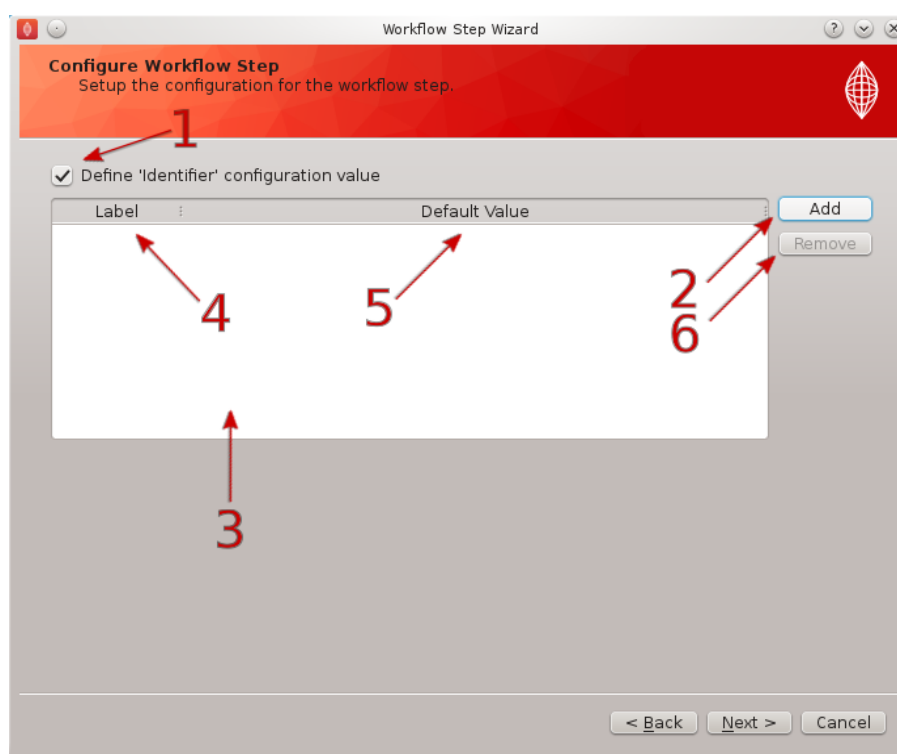 Workflow Step Wizard
Configure Workflow Step
Setup the configuration for the workflow step.
1
Define 'Identifier' configuration value
Label Default Value Add
Remove
4 5 2
6
3
< Back Next > Cancel